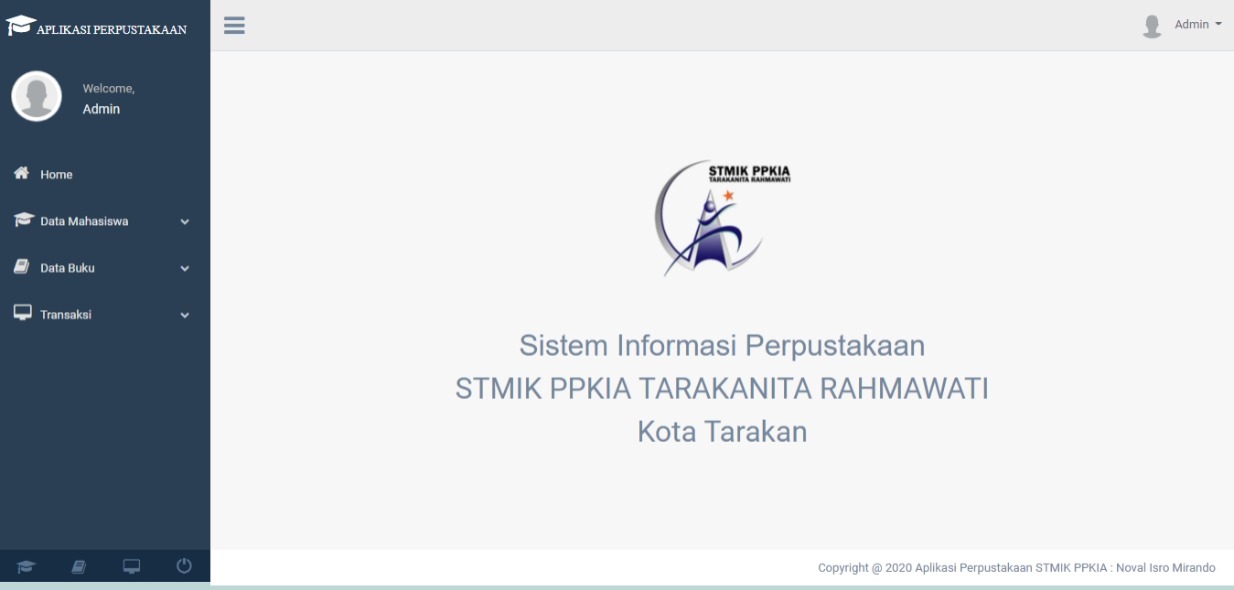 APLIKASI PERPUSTAKAAN
Admin
Welcome,
Admin
Home
Data Mahasiswa
Data Buku
Transaksi
STMIK PPKIA
TARAKANITA RAHMAWATI
Sistem Informasi Perpustakaan
STMIK PPKIA TARAKANITA RAHMAWATI
Kota Tarakan
Copyright @ 2020 Aplikasi Perpustakaan STMIK PPKIA : Noval Isro Mirando